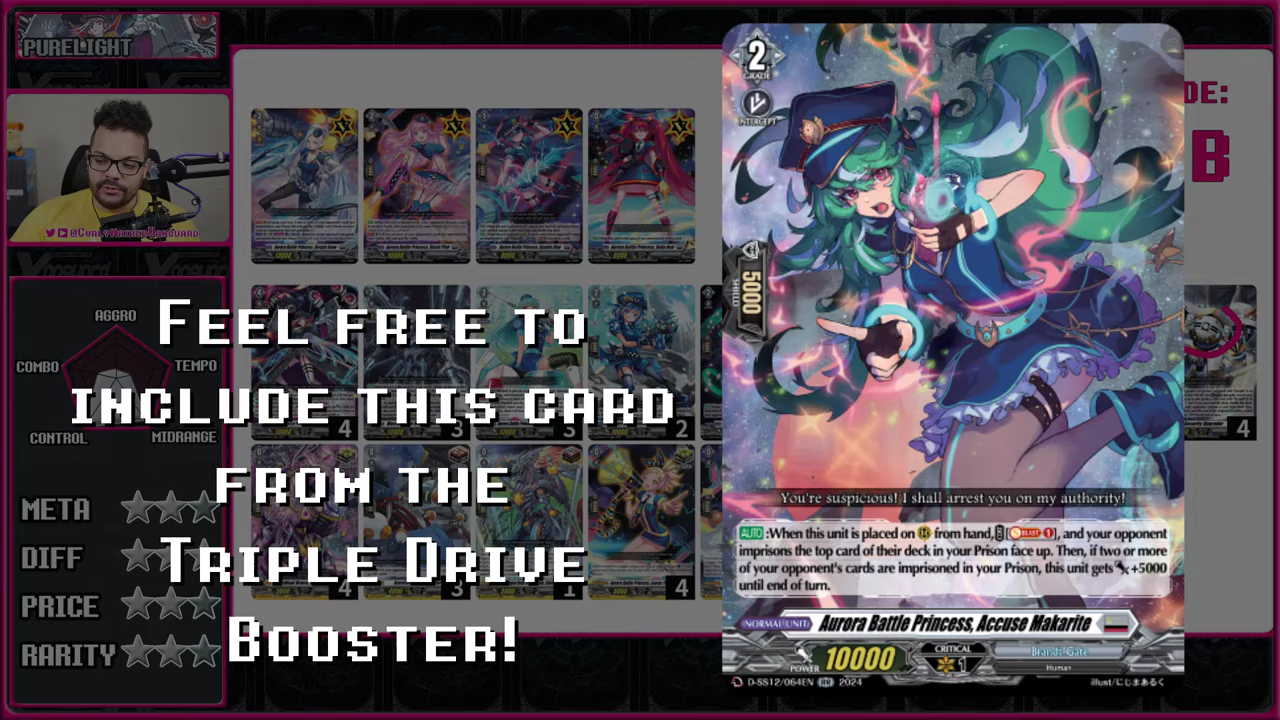 PURELIGHT
@CurlyHairedVanguard
AGGRO
COMBO
TEMPO
CONTROL
MIDRANGE
META
DIFF
PRICE
RARITY
DE:
B
Feel free to
include this card
from the
Triple Drive
Booster!
4
3
3
2
4
4
3
1
4
2
GRADE
INTERCEPT
SHIELD
5000
You're suspicious! I shall arrest you on my authority!
AUTO :When this unit is placed on R from hand, COST [S BLAST 1], and your opponent
imprisons the top card of their deck in your Prison face up. Then, if two or more
of your opponent's cards are imprisoned in your Prison, this unit gets +5000
until end of turn.
NORMAL UNIT
Aurora Battle Princess, Accuse Makarite
POWER 10000
CRITICAL
1
Brandt Gate
Human
D-SS12/064EN RRR 2024
illust/にじまあるく